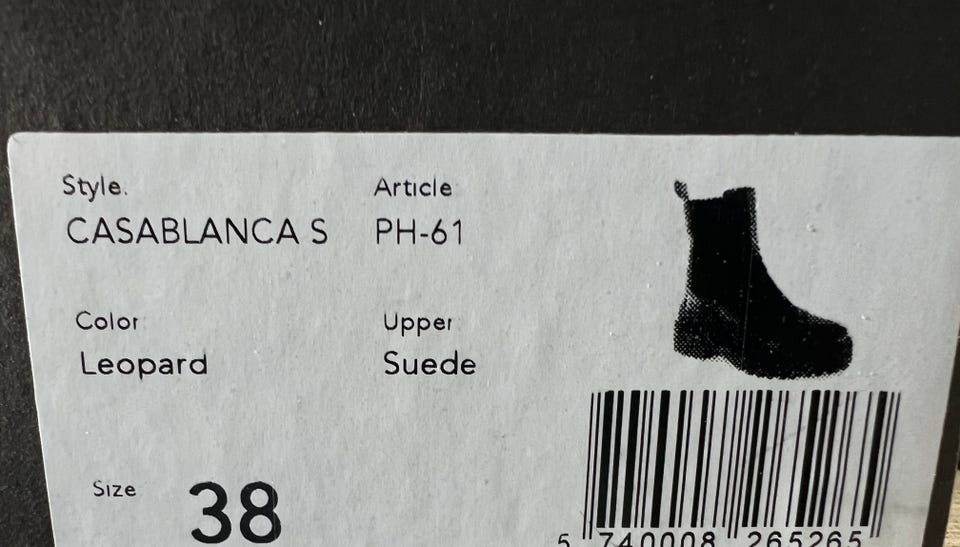 Style.
Article
CASABLANCA S
PH-61
Color
Upper
Leopard
Suede
Size
38
5 740008 265265